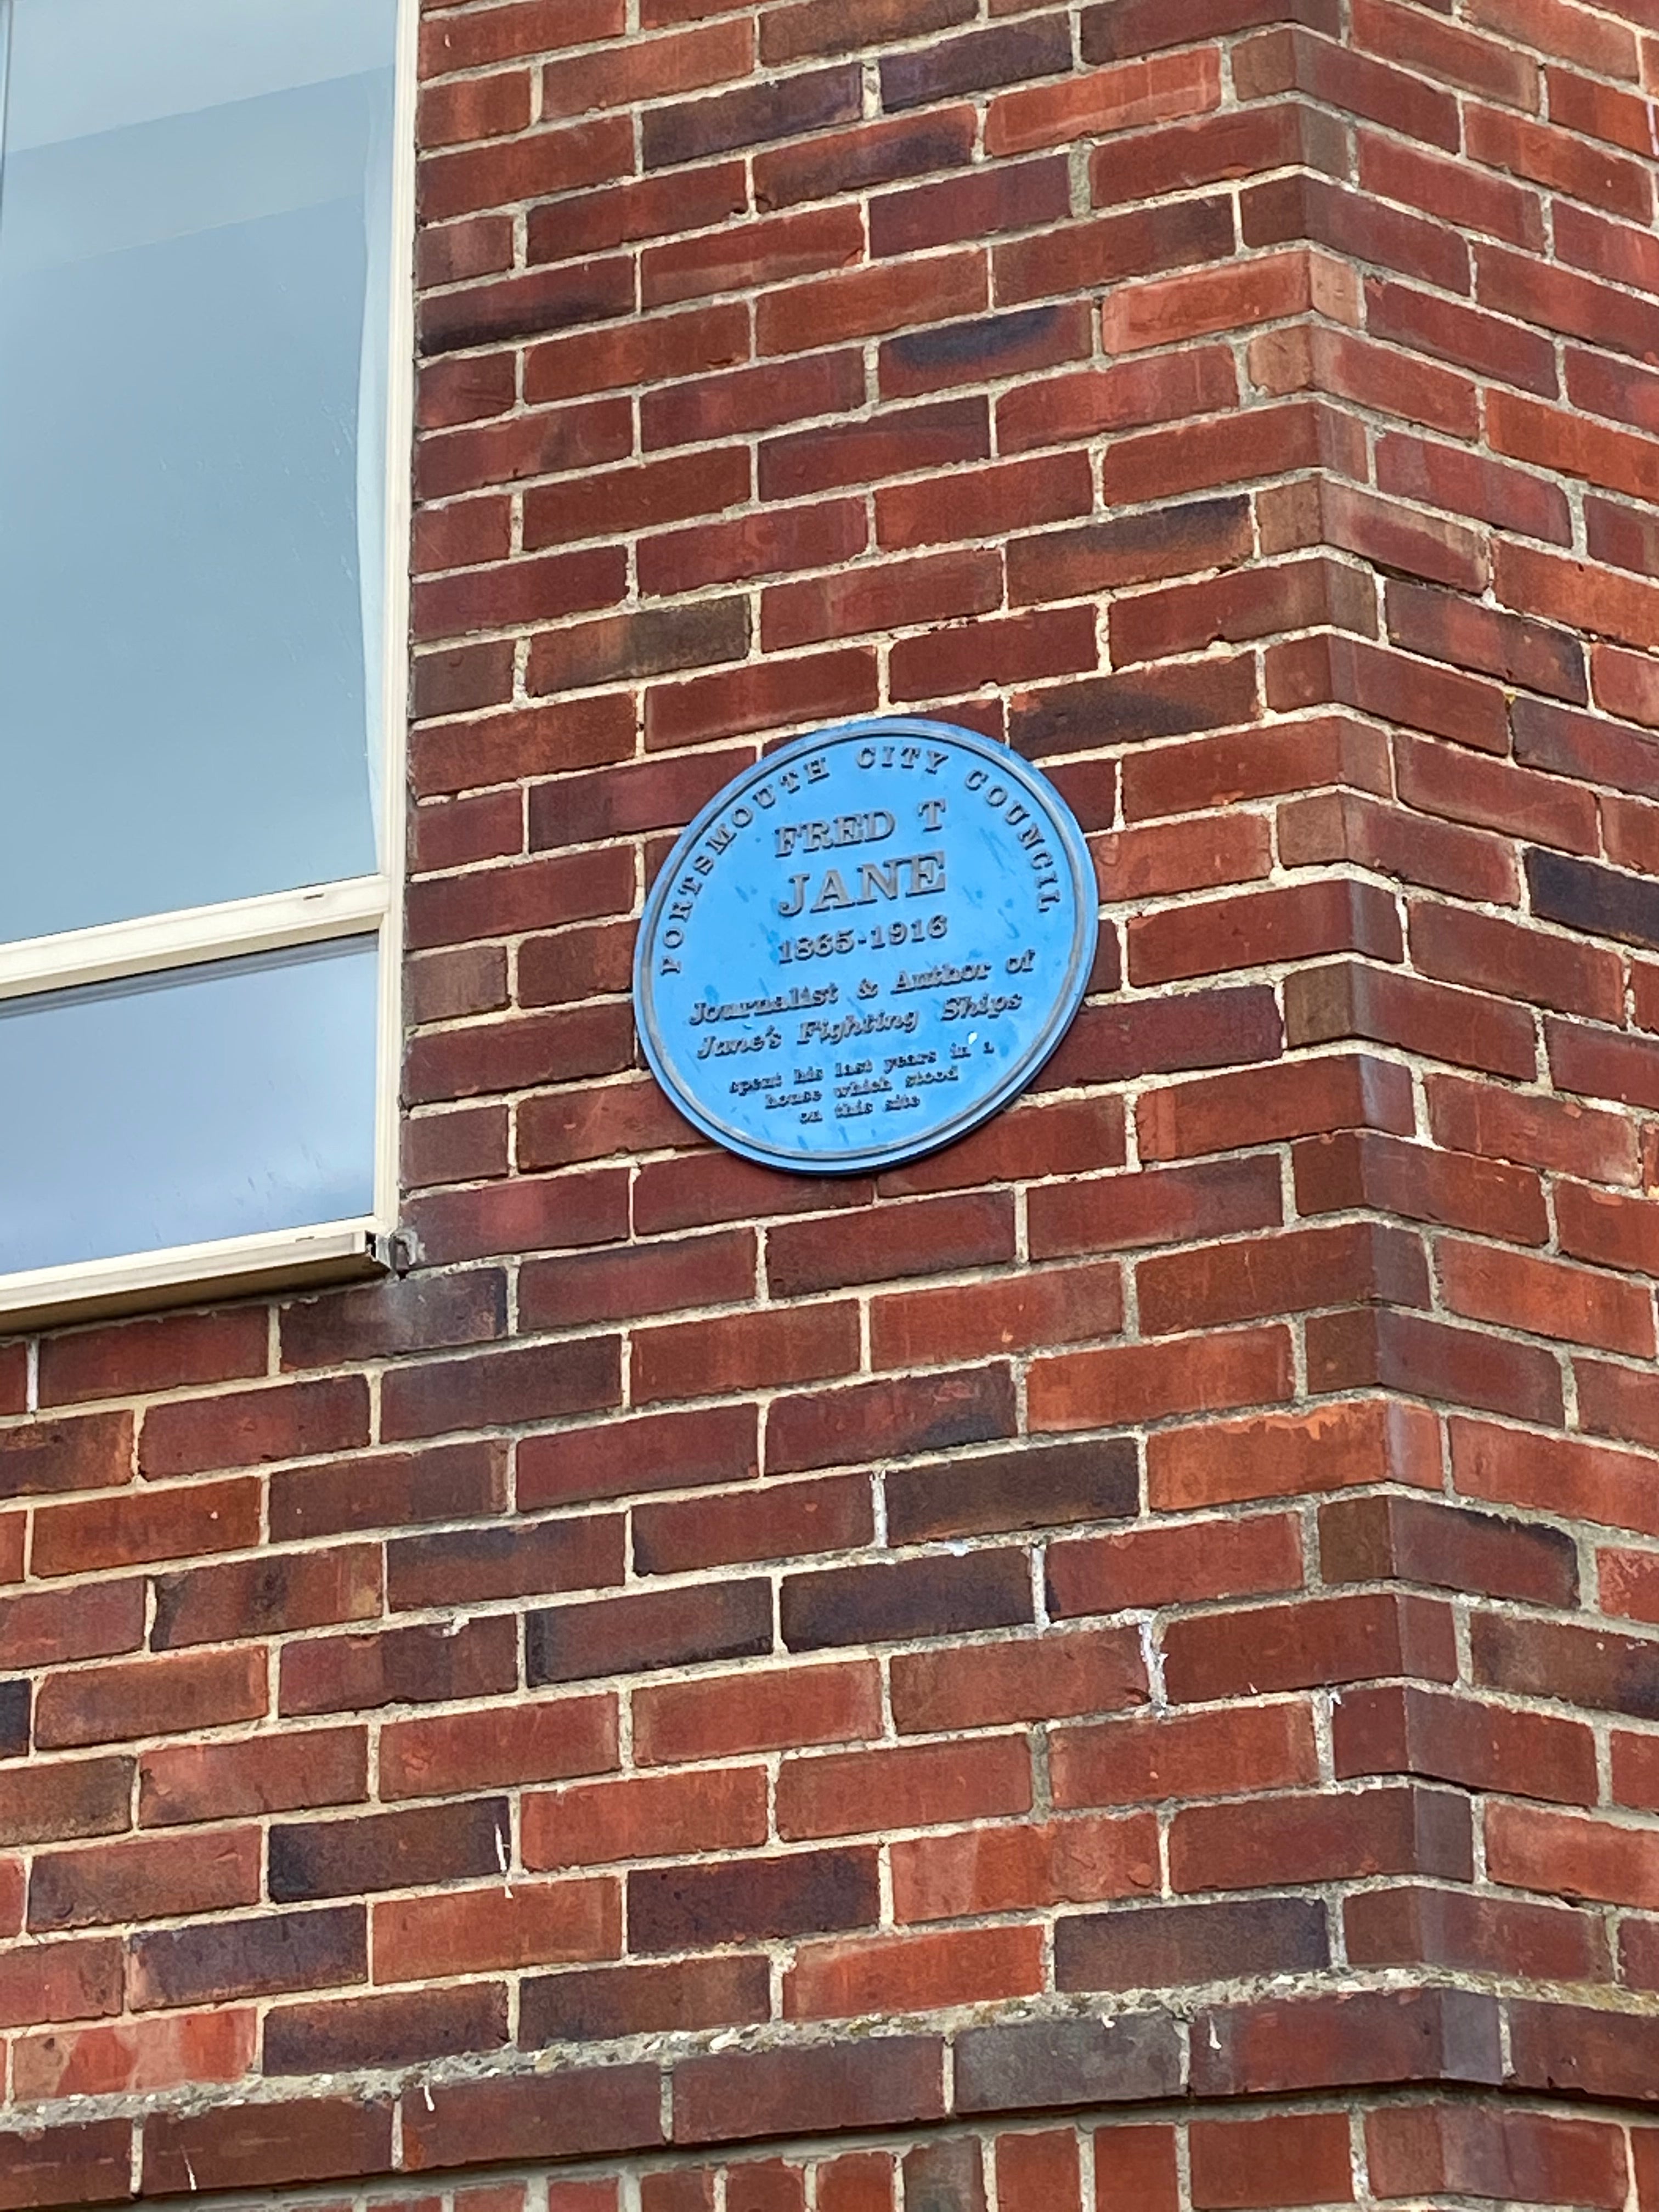 PORTSMOUTH CITY COUNCIL
FRED T
JANE
1865-1916
Journalist & Author of
Jane's Fighting Ships
spent his last years in a
house which stood
on this site